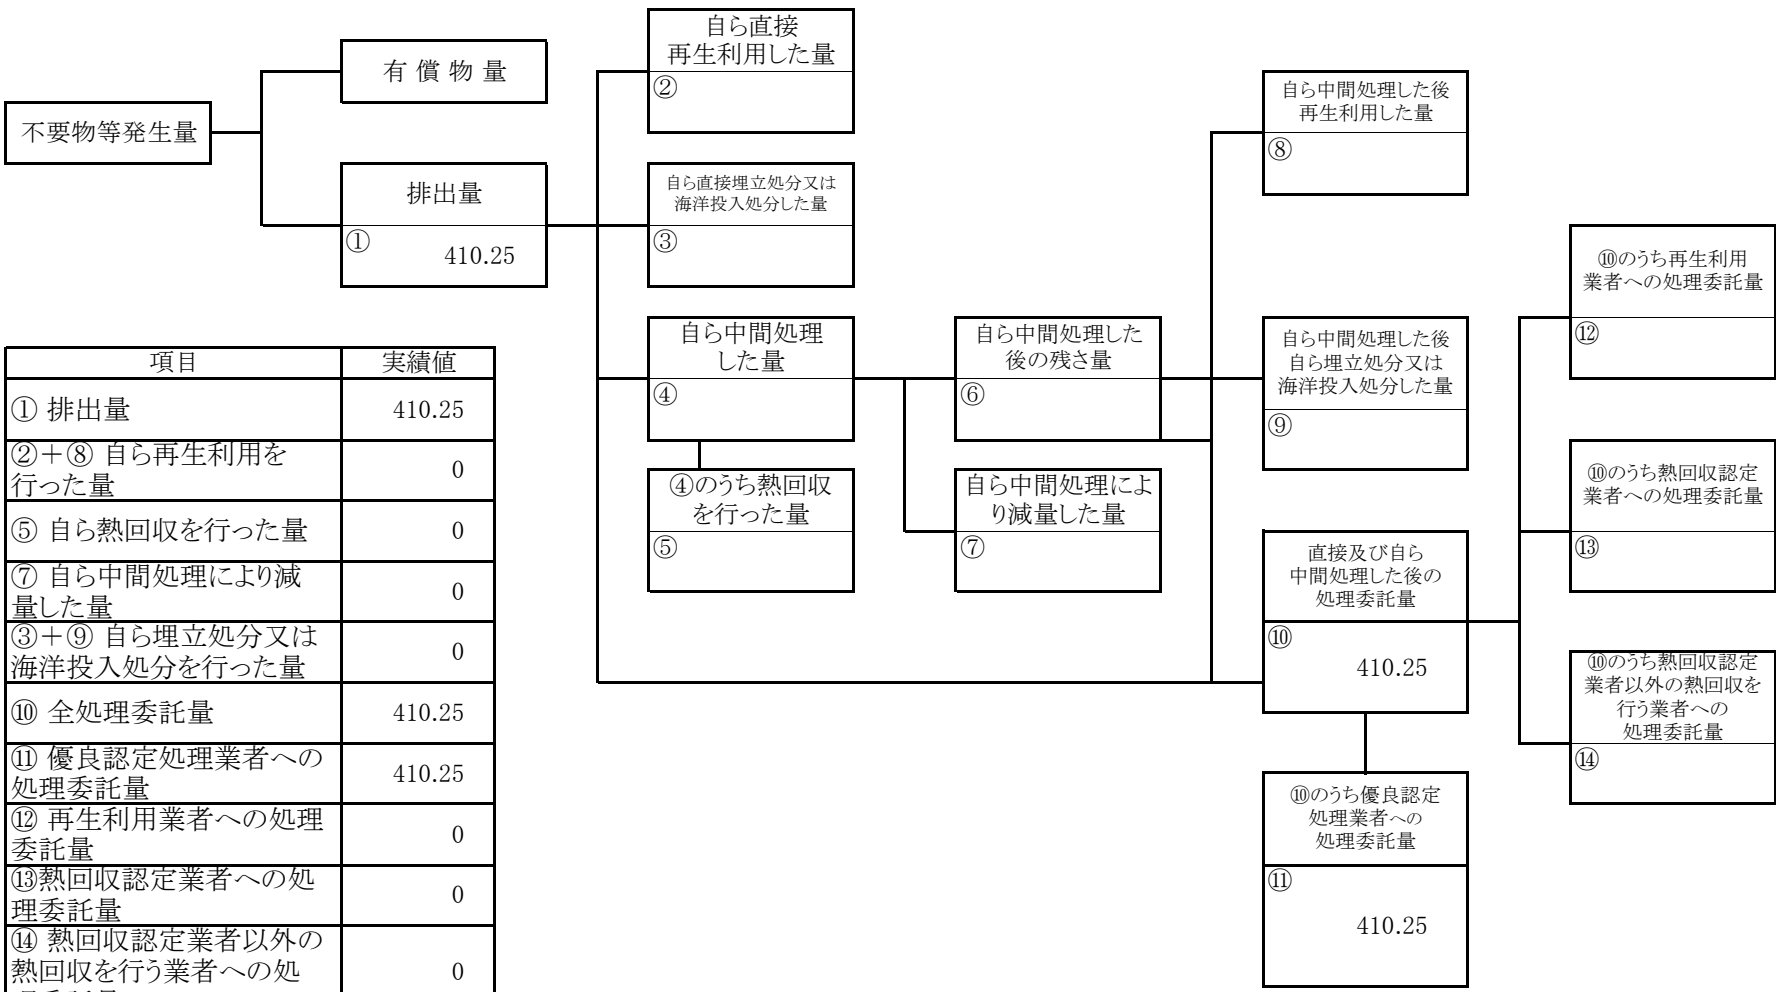 自ら直接
再生利用した量
②
有償物量
不要物等発生量
排出量
①
410.25
自ら直接埋立処分又は
海洋投入処分した量
③
自ら中間処理した後
再生利用した量
⑧
自ら中間処理
した量
④
自ら中間処理した
後の残さ量
⑥
自ら中間処理した後
自ら埋立処分又は
海洋投入処分した量
⑨
⑩のうち再生利用
業者への処理委託量
⑫
④のうち熱回収
を行った量
⑤
自ら中間処理によ
り減量した量
⑦
⑩のうち熱回収認定
業者への処理委託量
⑬
直接及び自ら
中間処理した後の
処理委託量
⑩
410.25
⑩のうち熱回収認定
業者以外の熱回収を
行う業者への
処理委託量
⑭
⑩のうち優良認定
処理業者への
処理委託量
⑪
410.25
項目 実績値
① 排出量 410.25
②＋⑧ 自ら再生利用を
行った量 0
⑤ 自ら熱回収を行った量 0
⑦ 自ら中間処理により減
量した量 0
③＋⑨ 自ら埋立処分又は
海洋投入処分を行った量 0
⑩ 全処理委託量 410.25
⑪ 優良認定処理業者への
処理委託量 410.25
⑫ 再生利用業者への処理
委託量 0
⑬熱回収認定業者への処
理委託量 0
⑭ 熱回収認定業者以外の
熱回収を行う業者への処 0